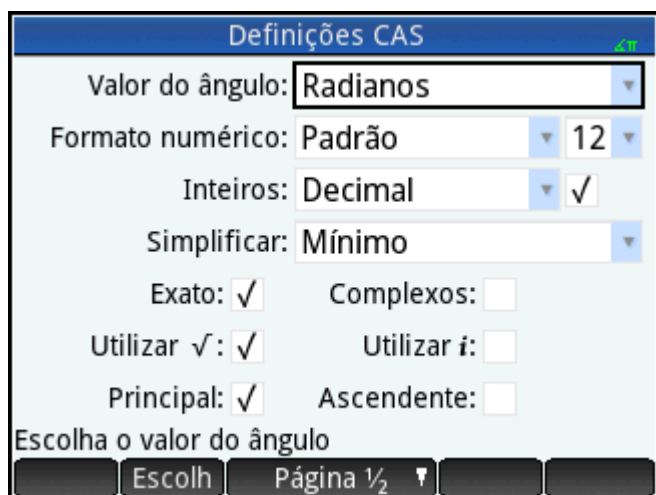 Definições CAS ∡π
Valor do ângulo: Radianos
Formato numérico: Padrão 12
Inteiros: Decimal √
Simplificar: Mínimo
Exato: √ Complexos:
Utilizar √: √ Utilizar i:
Principal: √ Ascendente:
Escolha o valor do ângulo
Escolh Página ½